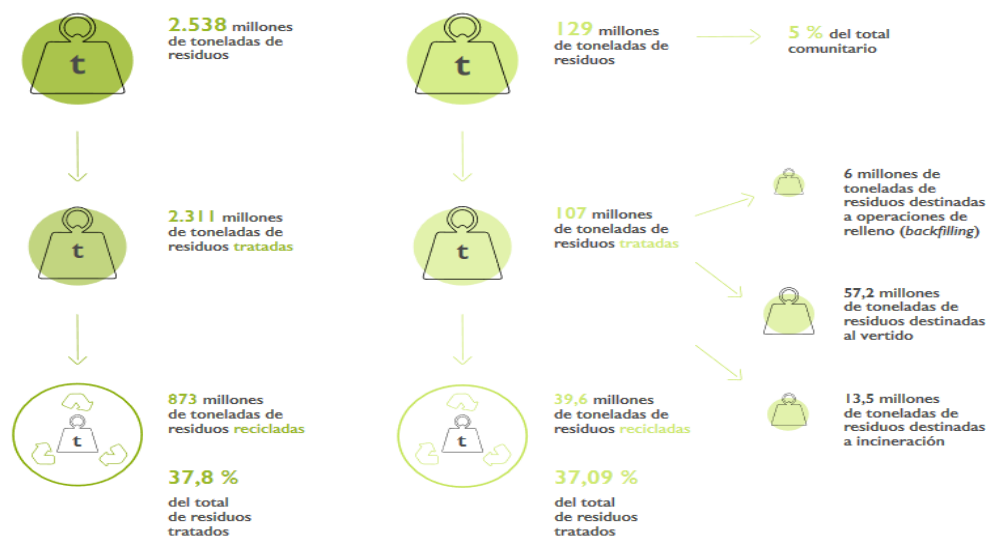 2.538 millones
de toneladas de
residuos
t
129 millones
de toneladas de
residuos
t
5 % del total
comunitario
2.311 millones
de toneladas de
residuos tratadas
t
107 millones
de toneladas de
residuos tratadas
t
6 millones de
toneladas de
residuos destinadas
a operaciones de
relleno (backfilling)
57,2 millones
de toneladas de
residuos destinadas
al vertido
873 millones
de toneladas de
residuos recicladas
t
37,8 %
del total
de residuos
tratados
39,6 millones
de toneladas de
residuos recicladas
t
37,09 %
del total
de residuos
tratados
13,5 millones
de toneladas de
residuos destinadas
a incineración